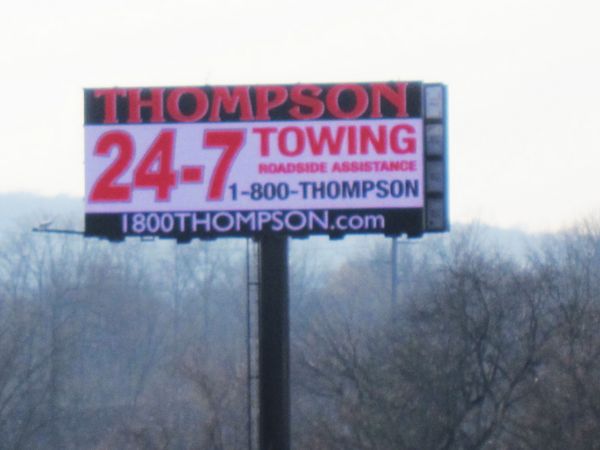 THOMPSON
24-7 TOWING
ROADSIDE ASSISTANCE
1-800-THOMPSON
1800THOMPSON.com